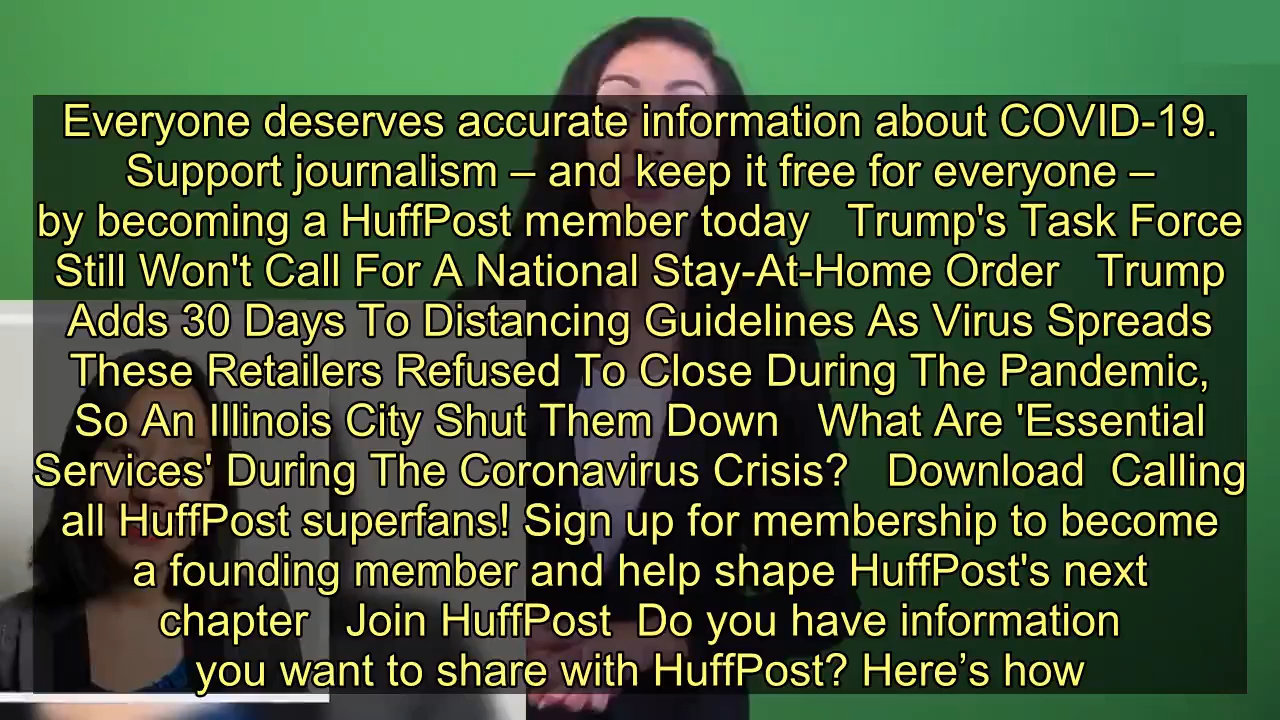 Everyone deserves accurate information about COVID-19.
Support journalism – and keep it free for everyone –
by becoming a HuffPost member today   Trump's Task Force
Still Won't Call For A National Stay-At-Home Order   Trump
Adds 30 Days To Distancing Guidelines As Virus Spreads
These Retailers Refused To Close During The Pandemic,
So An Illinois City Shut Them Down   What Are 'Essential
Services' During The Coronavirus Crisis?   Download  Calling
all HuffPost superfans! Sign up for membership to become
a founding member and help shape HuffPost's next
chapter   Join HuffPost  Do you have information
you want to share with HuffPost? Here’s how